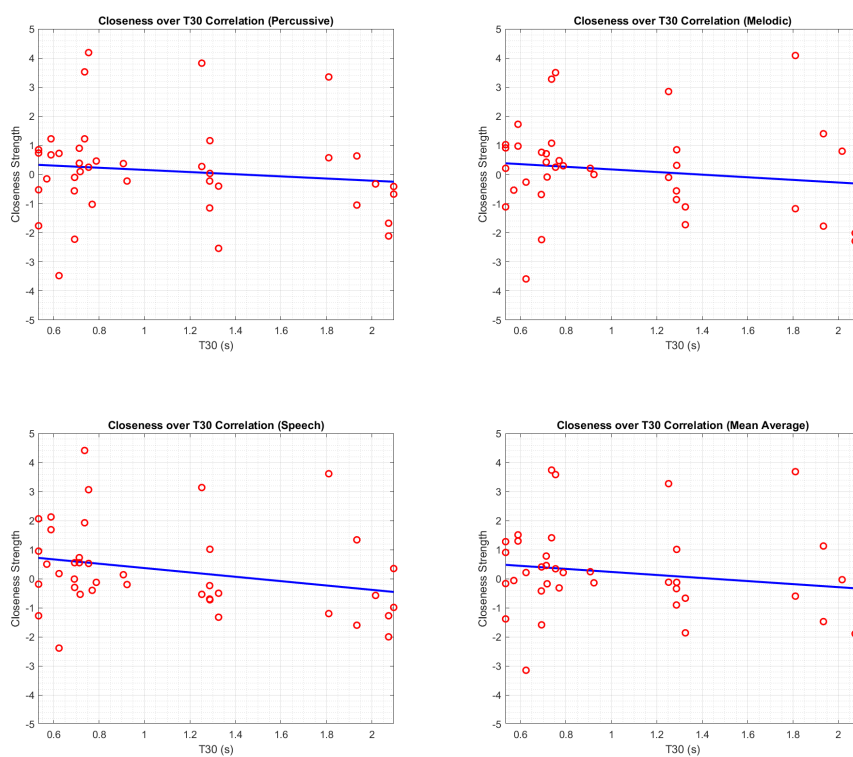 Closeness over T30 Correlation (Percussive)
5
4
3
2
1
0
-1
-2
-3
-4
-5
Closeness Strength
0.6 0.8 1 1.2 1.4 1.6 1.8 2
T30 (s)
Closeness over T30 Correlation (Melodic)
5
4
3
2
1
0
-1
-2
-3
-4
-5
Closeness Strength
0.6 0.8 1 1.2 1.4 1.6 1.8 2
T30 (s)
Closeness over T30 Correlation (Speech)
5
4
3
2
1
0
-1
-2
-3
-4
-5
Closeness Strength
0.6 0.8 1 1.2 1.4 1.6 1.8 2
T30 (s)
Closeness over T30 Correlation (Mean Average)
5
4
3
2
1
0
-1
-2
-3
-4
-5
Closeness Strength
0.6 0.8 1 1.2 1.4 1.6 1.8 2
T30 (s)